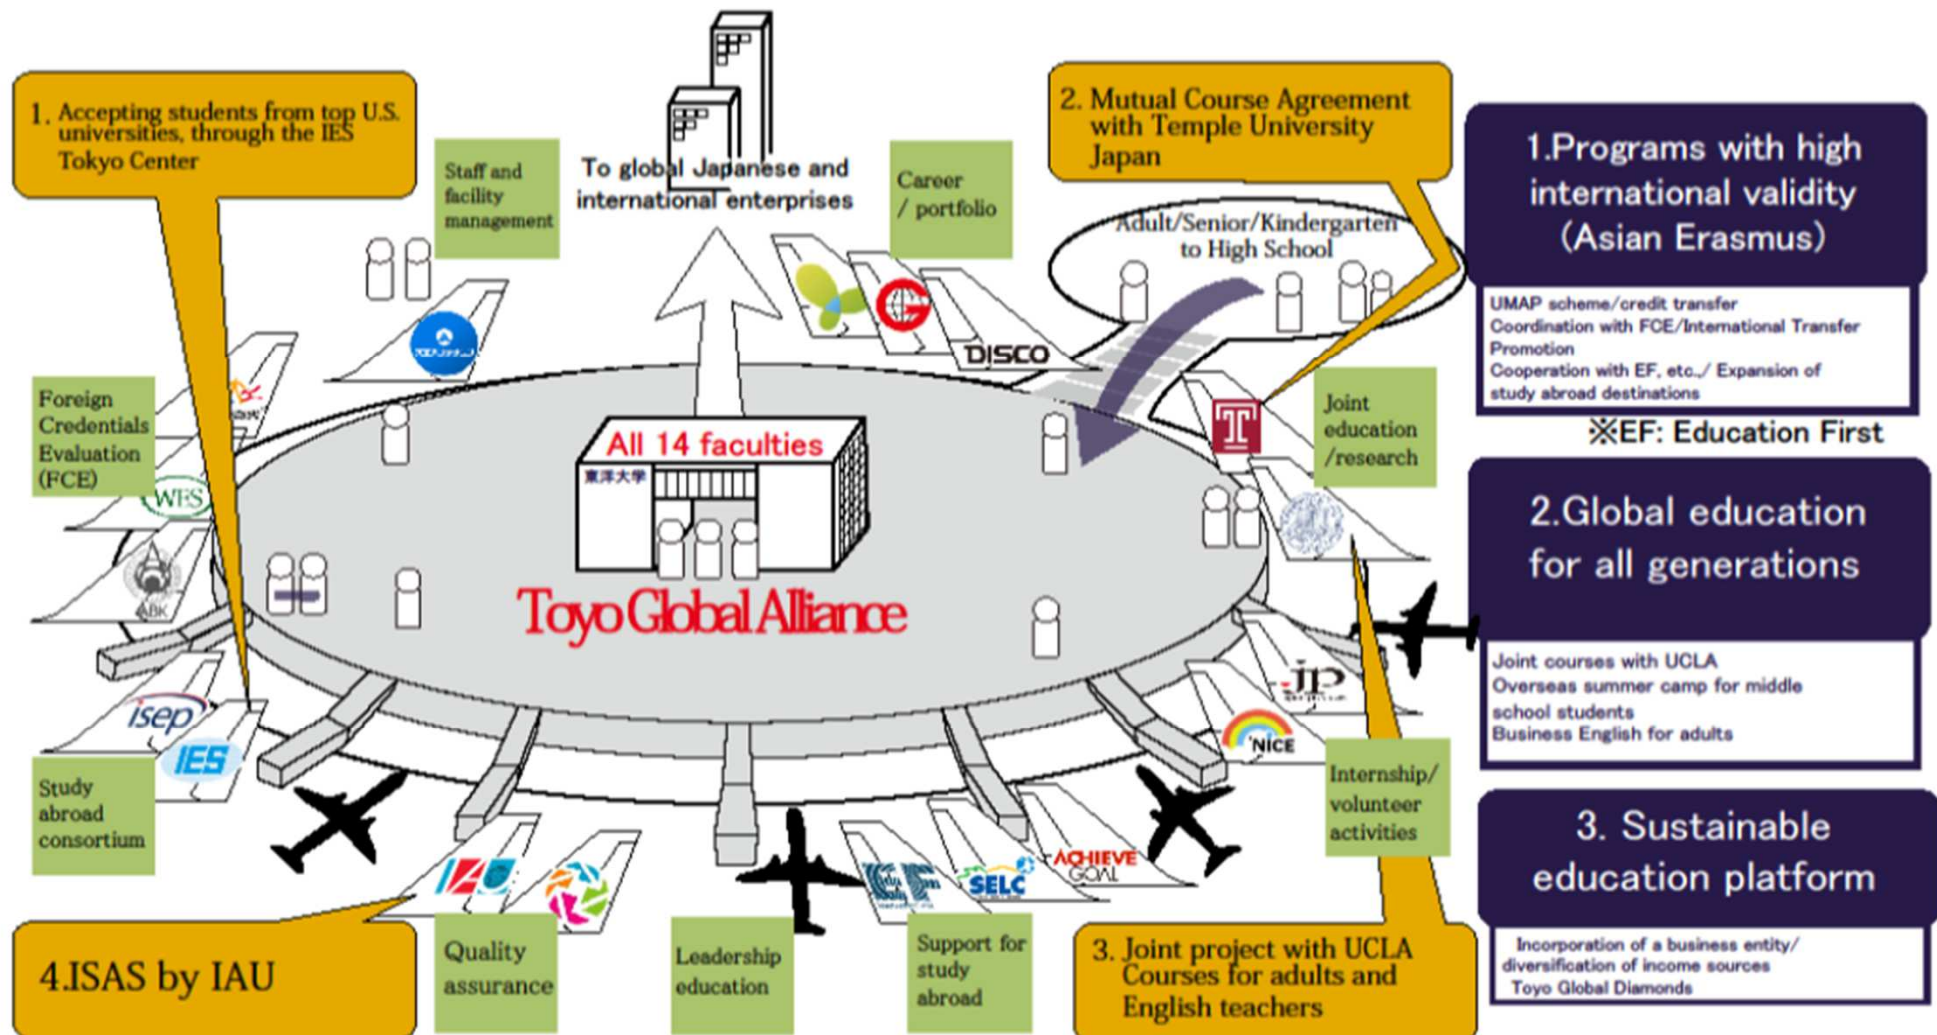 1. Accepting students from top U.S.
universities, through the IES
Tokyo Center
Staff and
facility
management
To global Japanese and
international enterprises
Career
/ portfolio
2. Mutual Course Agreement
with Temple University
Japan
Adult/Senior/Kindergarten
to High School
G
DISCO
Foreign
Credentials
Evaluation
(FCE)
WES
ABK
All 14 faculties
東洋大学
Toyo Global Alliance
T
Joint
education
/research
isep
IES
Study
abroad
consortium
jp
NICE
Internship/
volunteer
activities
IAU
EF
SELC
ACHIEVE
GOAL
4.ISAS by IAU
Quality
assurance
Leadership
education
Support for
study
abroad
3. Joint project with UCLA
Courses for adults and
English teachers
1.Programs with high
international validity
(Asian Erasmus)
UMAP scheme/credit transfer
Coordination with FCE/International Transfer
Promotion
Cooperation with EF, etc.,/ Expansion of
study abroad destinations
※EF: Education First
2.Global education
for all generations
Joint courses with UCLA
Overseas summer camp for middle
school students
Business English for adults
3. Sustainable
education platform
Incorporation of a business entity/
diversification of income sources
Toyo Global Diamonds